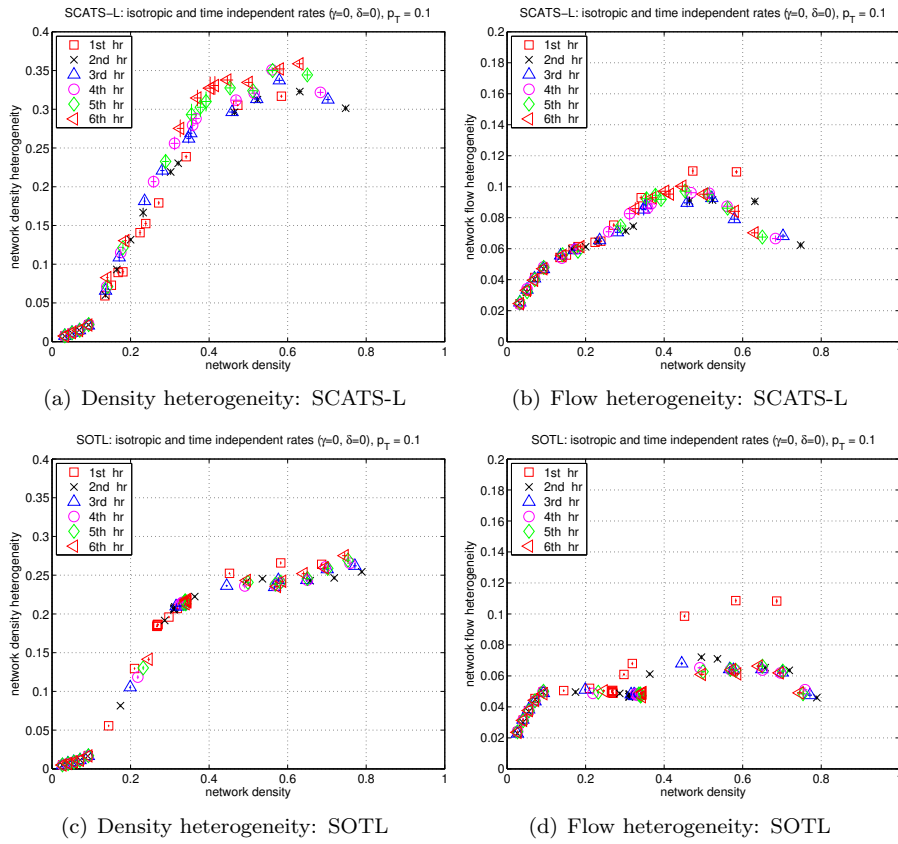 SCATS-L: isotropic and time independent rates (γ=0, δ=0), p_T = 0.1
0.4
0.35
0.3
0.25
0.2
0.15
0.1
0.05
0
network density heterogeneity
1st hr
2nd hr
3rd hr
4th hr
5th hr
6th hr
0 0.2 0.4 0.6 0.8 1
network density
(a) Density heterogeneity: SCATS-L
SCATS-L: isotropic and time independent rates (γ=0, δ=0), p_T = 0.1
0.2
0.18
0.16
0.14
0.12
0.1
0.08
0.06
0.04
0.02
0
network flow heterogeneity
1st hr
2nd hr
3rd hr
4th hr
5th hr
6th hr
0 0.2 0.4 0.6 0.8 1
network density
(b) Flow heterogeneity: SCATS-L
SOTL: isotropic and time independent rates (γ=0, δ=0), p_T = 0.1
0.4
0.35
0.3
0.25
0.2
0.15
0.1
0.05
0
network density heterogeneity
1st hr
2nd hr
3rd hr
4th hr
5th hr
6th hr
0 0.2 0.4 0.6 0.8 1
network density
(c) Density heterogeneity: SOTL
SOTL: isotropic and time independent rates (γ=0, δ=0), p_T = 0.1
0.2
0.18
0.16
0.14
0.12
0.1
0.08
0.06
0.04
0.02
0
network flow heterogeneity
1st hr
2nd hr
3rd hr
4th hr
5th hr
6th hr
0 0.2 0.4 0.6 0.8 1
network density
(d) Flow heterogeneity: SOTL